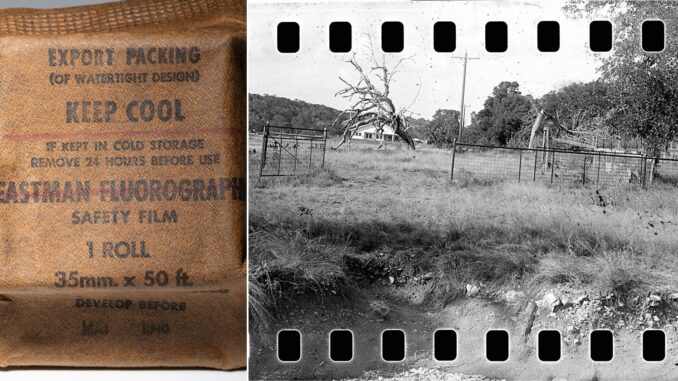 EXPORT PACKING
(OF WATERTIGHT DESIGN)
KEEP COOL
IF KEPT IN COLD STORAGE
REMOVE 24 HOURS BEFORE USE
EASTMAN FLUOROGRAPH
SAFETY FILM
1 ROLL
35mm. x 50 ft.
DEVELOP BEFORE